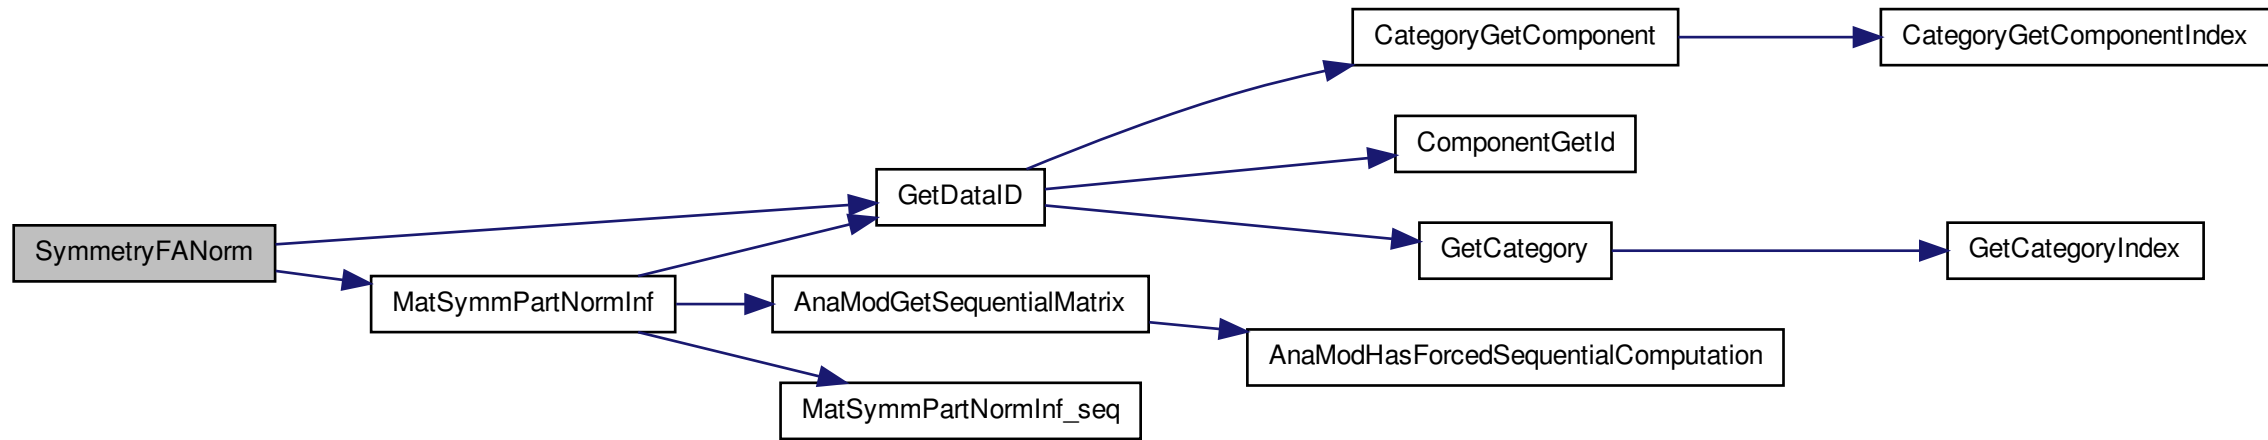 SymmetryFANorm
MatSymmPartNormInf
GetDataID
AnaModGetSequentialMatrix
MatSymmPartNormInf_seq
CategoryGetComponent
ComponentGetId
GetCategory
AnaModHasForcedSequentialComputation
CategoryGetComponentIndex
GetCategoryIndex